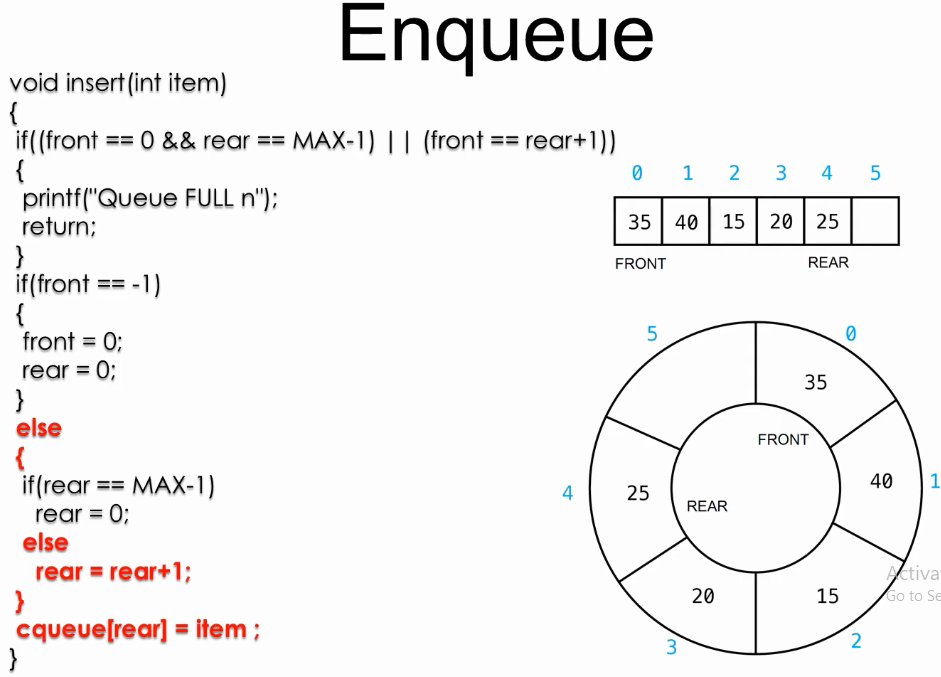 Enqueue
void insert(int item)
{
if((front == 0 && rear == MAX-1) || (front == rear+1))
{
printf("Queue FULL n");
return;
}
if(front == -1)
{
front = 0;
rear = 0;
}
else
{
if(rear == MAX-1)
rear = 0;
else
rear = rear+1;
}
cqueue[rear] = item ;
}
0 1 2 3 4 5
35 40 15 20 25
FRONT REAR
5 0
35
FRONT
40 1
4 25
REAR
20 15
3 2
Go to